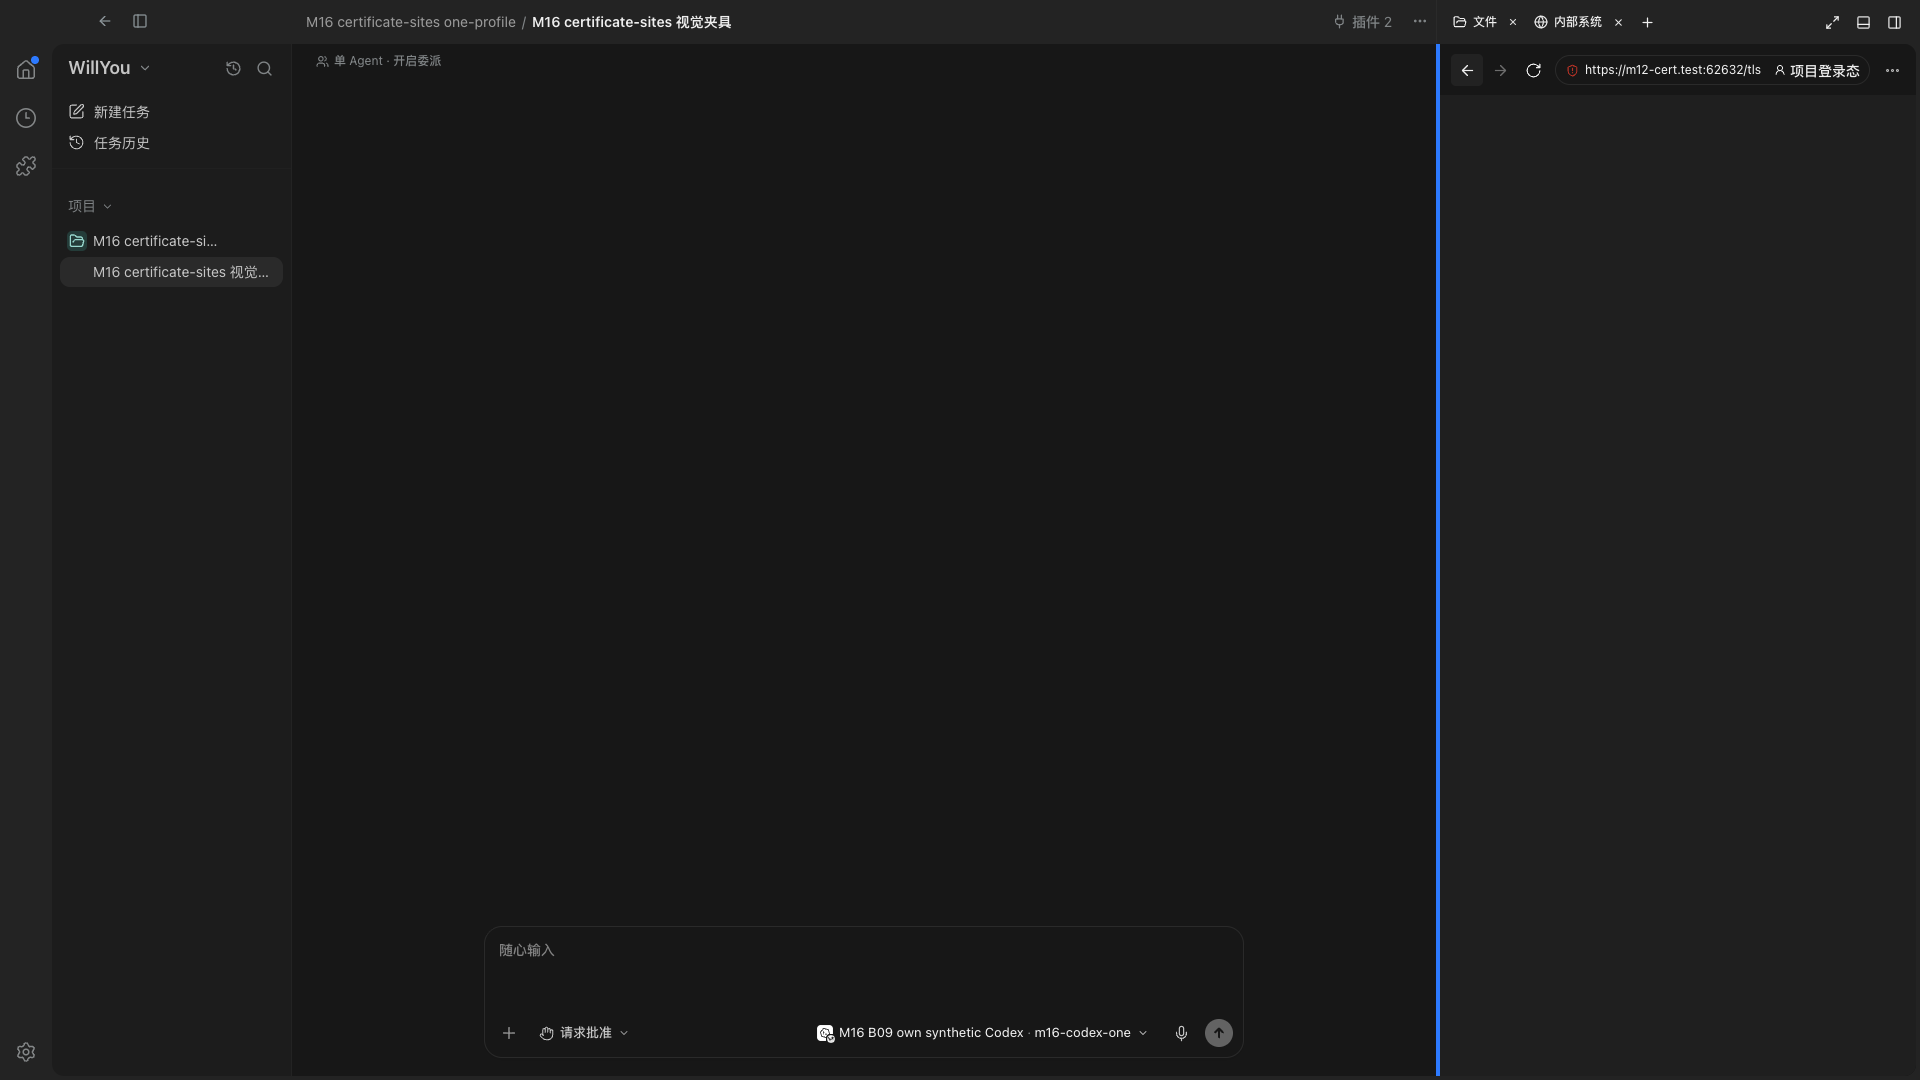 M16 certificate-sites one-profile / M16 certificate-sites 视觉夹具
插件 2
文件
内部系统
WillYou
单 Agent · 开启委派
https://m12-cert.test:62632/tls
项目登录态
新建任务
任务历史
项目
M16 certificate-si...
M16 certificate-sites 视觉...
随心输入
请求批准
M16 B09 own synthetic Codex · m16-codex-one